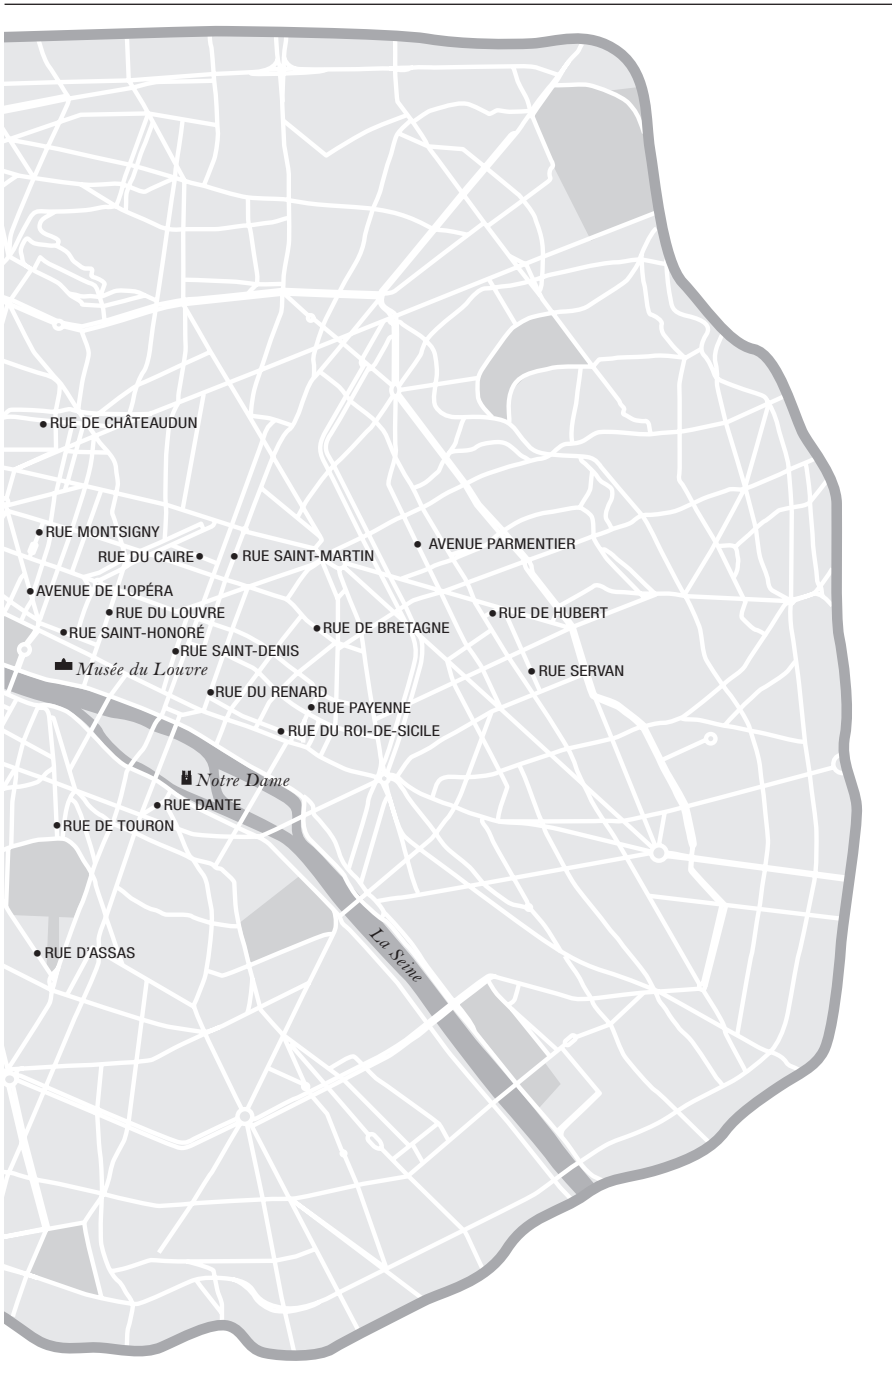 RUE DE CHÂTEAUDUN
RUE MONTSIGNY
AVENUE PARMENTIER
RUE DU CAIRE
RUE SAINT-MARTIN
AVENUE DE L'OPÉRA
RUE DU LOUVRE
RUE DE HUBERT
RUE DE BRETAGNE
RUE SAINT-HONORÉ
RUE SAINT-DENIS
Musée du Louvre
RUE SERVAN
RUE DU RENARD
RUE PAYENNE
RUE DU ROI-DE-SICILE
Notre Dame
RUE DANTE
RUE DE TOURON
La Seine
RUE D'ASSAS